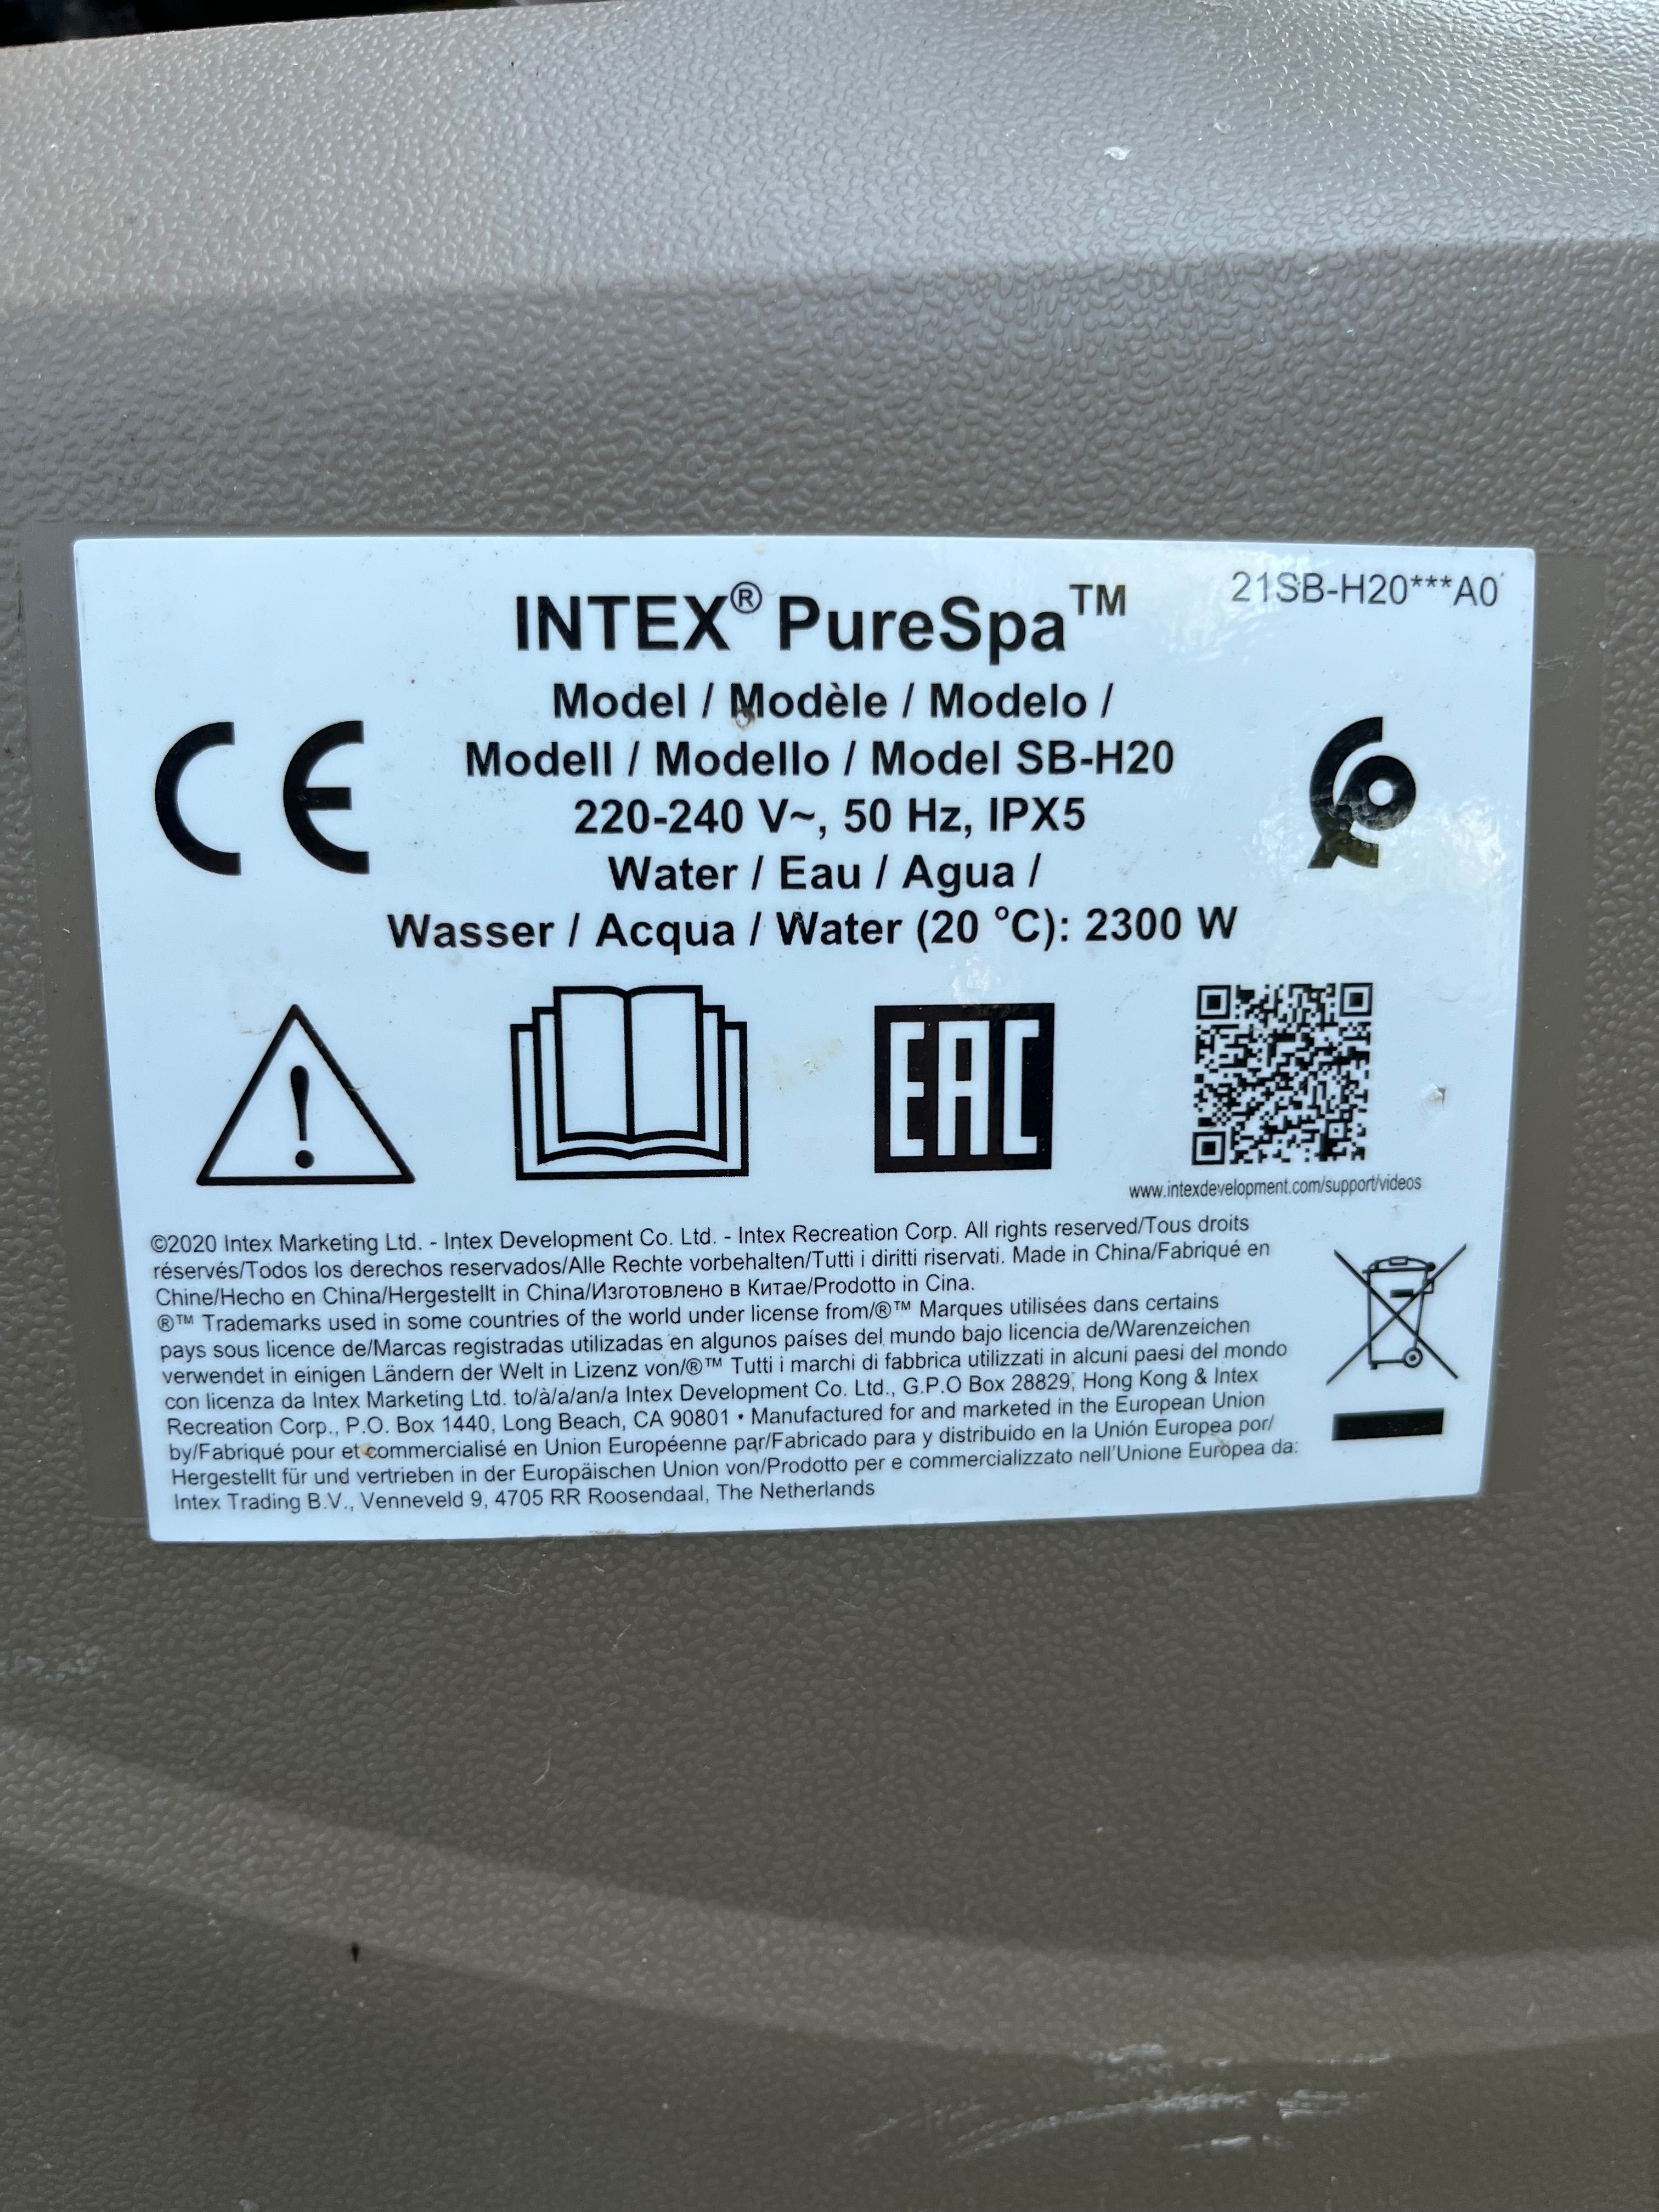 21SB-H20***A0
INTEX® PureSpa™
Model / Modèle / Modelo /
Modell / Modello / Model SB-H20
220-240 V~, 50 Hz, IPX5
Water / Eau / Agua /
Wasser / Acqua / Water (20 °C): 2300 W
CE
EAC
www.intexdevelopment.com/support/videos
©2020 Intex Marketing Ltd. - Intex Development Co. Ltd. - Intex Recreation Corp. All rights reserved/Tous droits
réservés/Todos los derechos reservados/Alle Rechte vorbehalten/Tutti i diritti riservati. Made in China/Fabriqué en
Chine/Hecho en China/Hergestellt in China/Изготовлено в Китае/Prodotto in Cina.
®™ Trademarks used in some countries of the world under license from/®™ Marques utilisées dans certains
pays sous licence de/Marcas registradas utilizadas en algunos países del mundo bajo licencia de/Warenzeichen
verwendet in einigen Ländern der Welt in Lizenz von/®™ Tutti i marchi di fabbrica utilizzati in alcuni paesi del mondo
con licenza da Intex Marketing Ltd. to/à/a/an/a Intex Development Co. Ltd., G.P.O Box 28829, Hong Kong & Intex
Recreation Corp., P.O. Box 1440, Long Beach, CA 90801 • Manufactured for and marketed in the European Union
by/Fabriqué pour et commercialisé en Union Européenne par/Fabricado para y distribuido en la Unión Europea por/
Hergestellt für und vertrieben in der Europäischen Union von/Prodotto per e commercializzato nell'Unione Europea da:
Intex Trading B.V., Venneveld 9, 4705 RR Roosendaal, The Netherlands